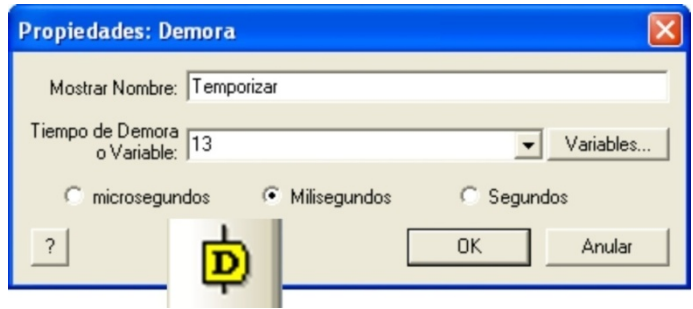 Propiedades: Demora
Mostrar Nombre: Temporizar
Tiempo de Demora
o Variable: 13 Variables...
microsegundos Milisegundos Segundos
? OK Anular
D